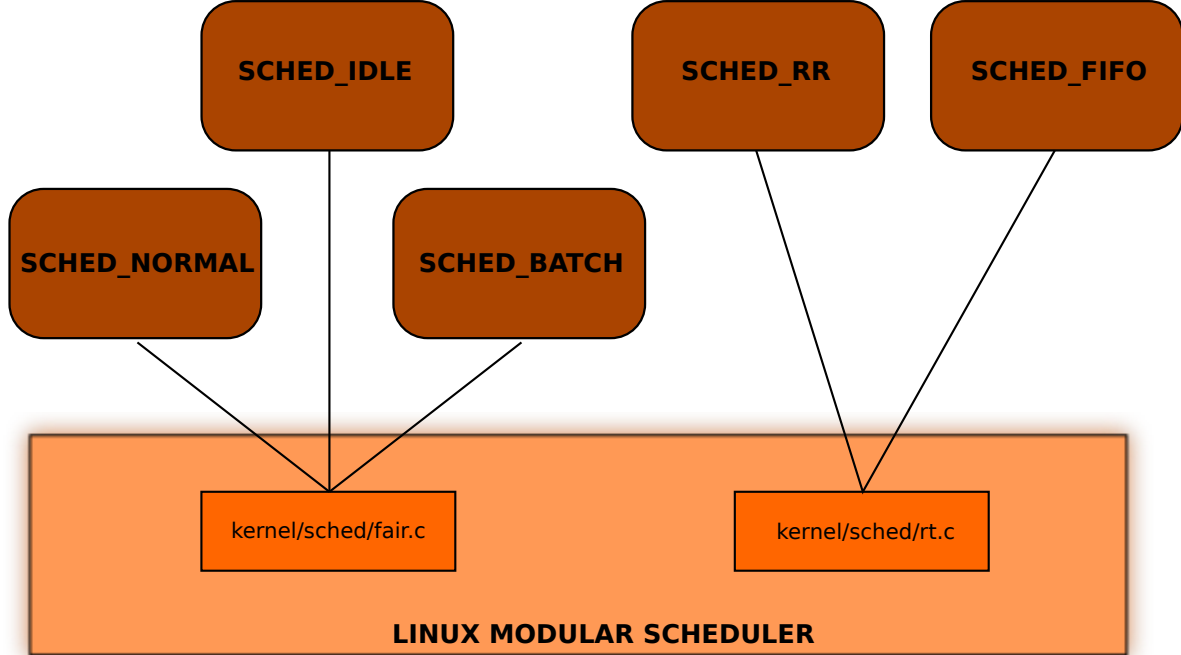 SCHED_IDLE
SCHED_RR
SCHED_FIFO
SCHED_NORMAL
SCHED_BATCH
kernel/sched/fair.c
kernel/sched/rt.c
LINUX MODULAR SCHEDULER